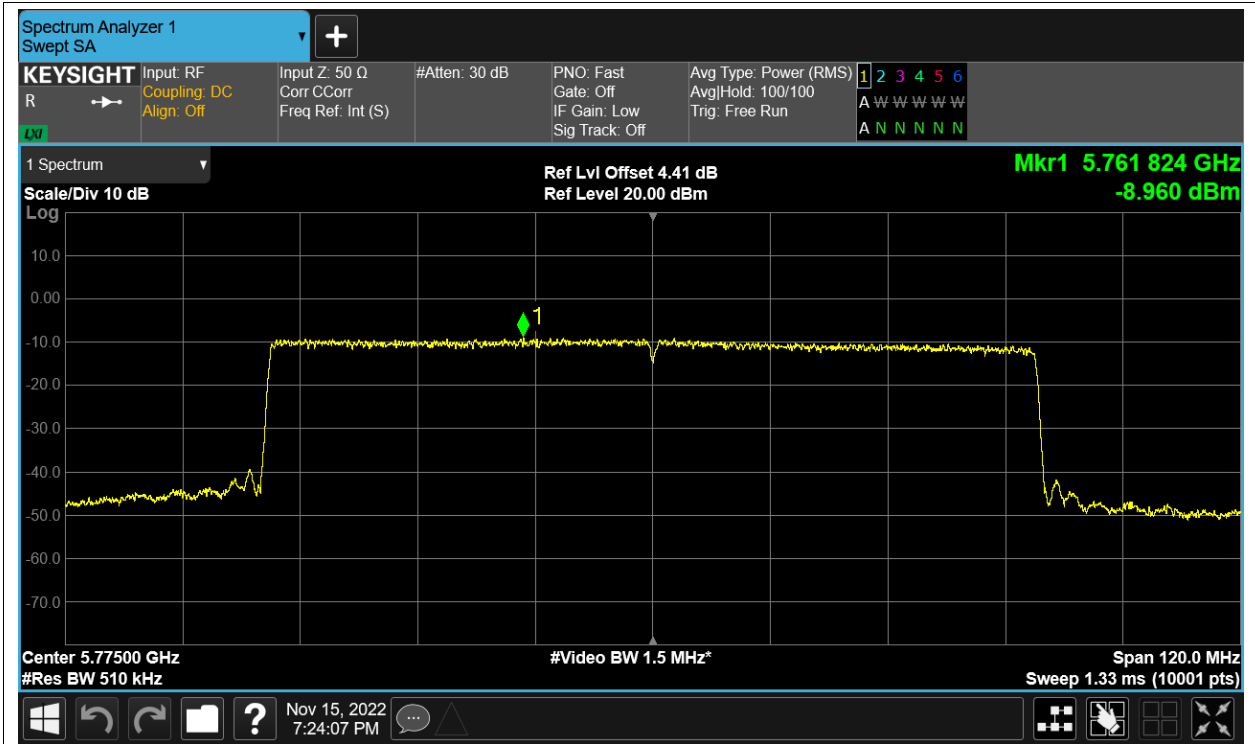 Spectrum Analyzer 1
Swept SA
KEYSIGHT
R
LXI
Input: RF
Coupling: DC
Align: Off
Input Z: 50 Ω
Corr CCorr
Freq Ref: Int (S)
#Atten: 30 dB
PNO: Fast
Gate: Off
IF Gain: Low
Sig Track: Off
Avg Type: Power (RMS)
Avg|Hold: 100/100
Trig: Free Run
1 2 3 4 5 6
A W W W W W
A N N N N N
1 Spectrum
Scale/Div 10 dB
Ref Lvl Offset 4.41 dB
Ref Level 20.00 dBm
Mkr1 5.761 824 GHz
-8.960 dBm
Log
10.0
0.00
-10.0
-20.0
-30.0
-40.0
-50.0
-60.0
-70.0
1
Center 5.77500 GHz
#Video BW 1.5 MHz*
Span 120.0 MHz
#Res BW 510 kHz
Sweep 1.33 ms (10001 pts)
?
Nov 15, 2022
7:24:07 PM